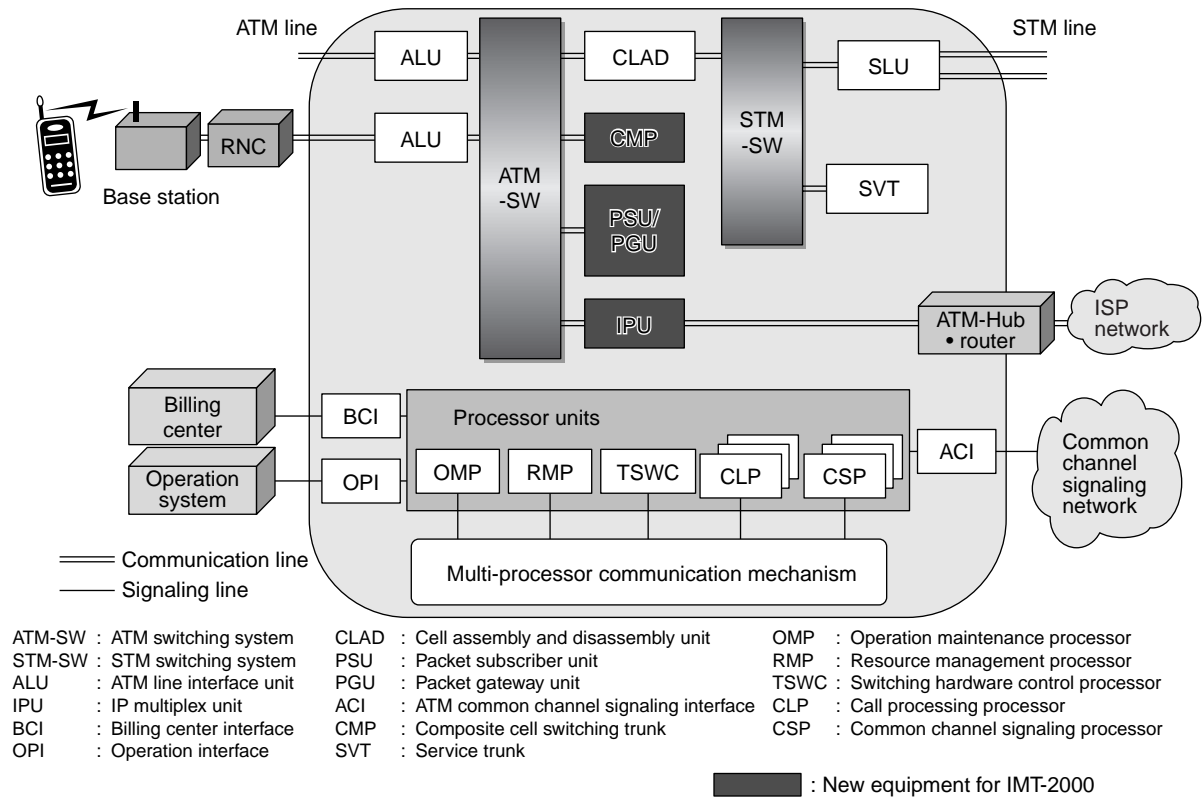 ATM line
STM line
ALU
CLAD
SLU
RNC
ALU
CMP
STM
-SW
ATM
-SW
Base station
PSU/
PGU
SVT
IPU
ATM-Hub
• router
ISP
network
Billing
center
BCI
Processor units
Operation
system
OPI
OMP
RMP
TSWC
CLP
CSP
ACI
Common
channel
signaling
network
Communication line
Signaling line
Multi-processor communication mechanism
ATM-SW : ATM switching system
STM-SW : STM switching system
ALU : ATM line interface unit
IPU : IP multiplex unit
BCI : Billing center interface
OPI : Operation interface
CLAD : Cell assembly and disassembly unit
PSU : Packet subscriber unit
PGU : Packet gateway unit
ACI : ATM common channel signaling interface
CMP : Composite cell switching trunk
SVT : Service trunk
OMP : Operation maintenance processor
RMP : Resource management processor
TSWC : Switching hardware control processor
CLP : Call processing processor
CSP : Common channel signaling processor
: New equipment for IMT-2000